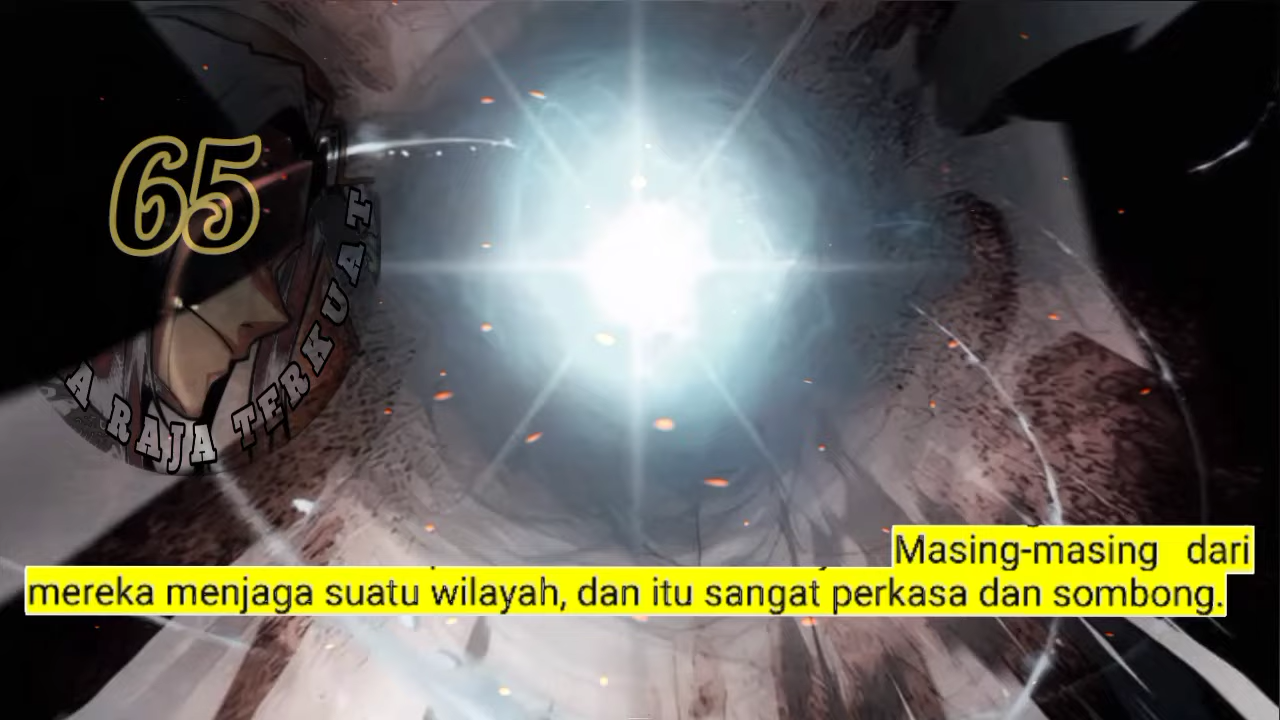 65
A RAJA TERKUAT
Masing-masing dari
mereka menjaga suatu wilayah, dan itu sangat perkasa dan sombong.